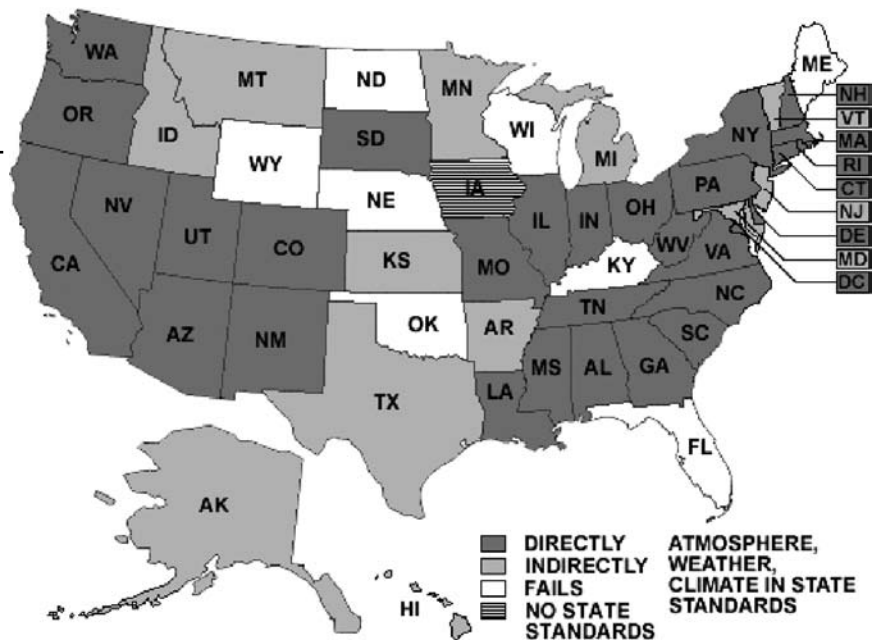 WA
MT
ND
MN
ME
OR
ID
WY
SD
WI
MI
NY
NH
VT
MA
RI
CT
NJ
DE
MD
DC
NV
UT
CO
NE
IA
IL
IN
OH
PA
CA
AZ
NM
KS
MO
KY
WV
VA
OK
AR
TN
NC
SC
TX
LA
MS
AL
GA
FL
AK
HI
DIRECTLY
INDIRECTLY
FAILS
NO STATE
STANDARDS
ATMOSPHERE,
WEATHER,
CLIMATE IN STATE
STANDARDS